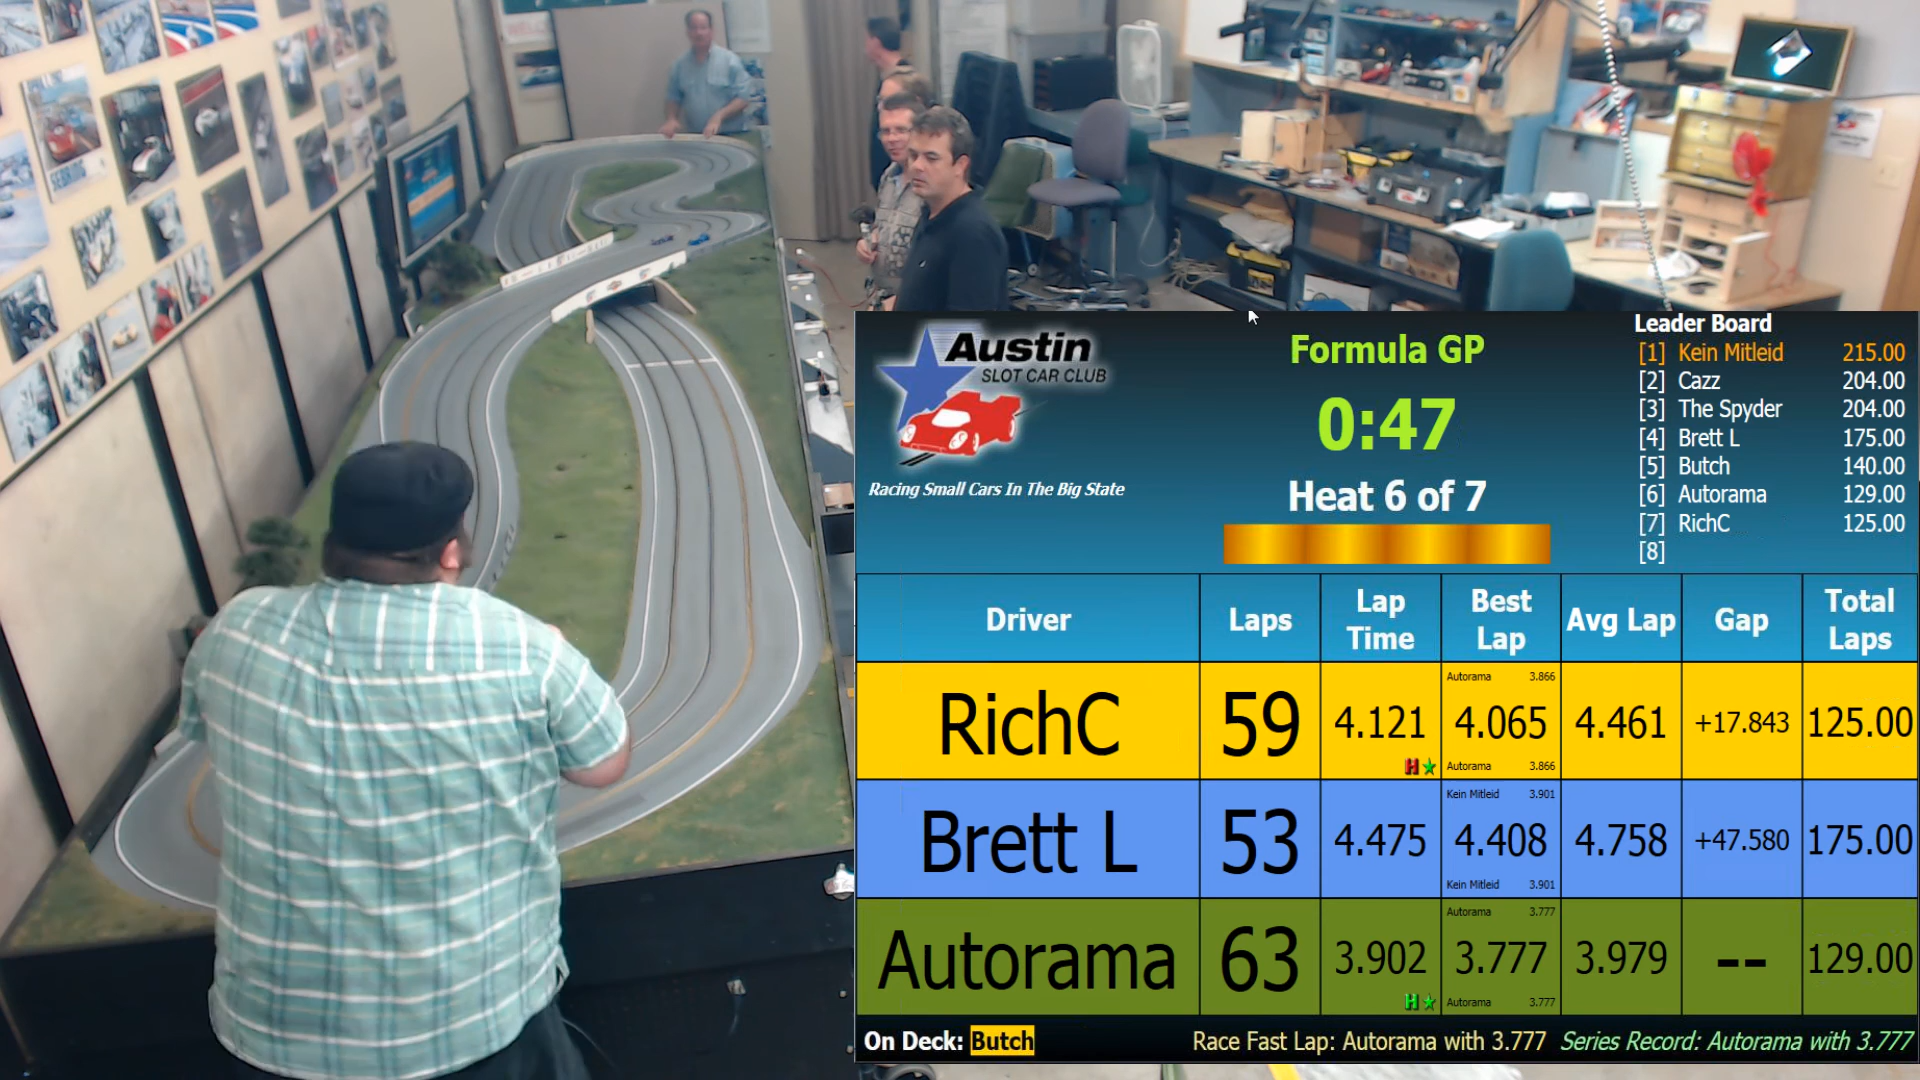 SEBRING
Austin
SLOT CAR CLUB
Racing Small Cars In The Big State
Formula GP
0:47
Heat 6 of 7
Leader Board
[1] Kein Mitleid 215.00
[2] Cazz 204.00
[3] The Spyder 204.00
[4] Brett L 175.00
[5] Butch 140.00
[6] Autorama 129.00
[7] RichC 125.00
[8]
Driver Laps Lap Time Best Lap Avg Lap Gap Total Laps
Autorama 3.866
RichC 59 4.121 4.065 4.461 +17.843 125.00
H Autorama 3.866
Kein Mitleid 3.901
Brett L 53 4.475 4.408 4.758 +47.580 175.00
Kein Mitleid 3.901
Autorama 3.777
Autorama 63 3.902 3.777 3.979 -- 129.00
H Autorama 3.777
On Deck: Butch Race Fast Lap: Autorama with 3.777 Series Record: Autorama with 3.777